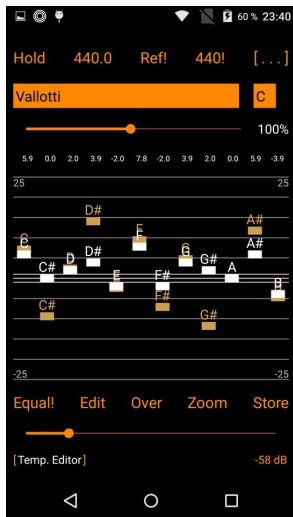 60 % 23:40
Hold 440.0 Ref! 440! [...]
Vallotti C
100%
5.9 0.0 2.0 3.9 -2.0 7.8 -2.0 3.9 2.0 0.0 5.9 -3.9
25 25
D#
A#
C D# F A#
C# D E F# G G# A B
C# F# G#
-25 -25
Equal! Edit Over Zoom Store
[Temp. Editor] -58 dB